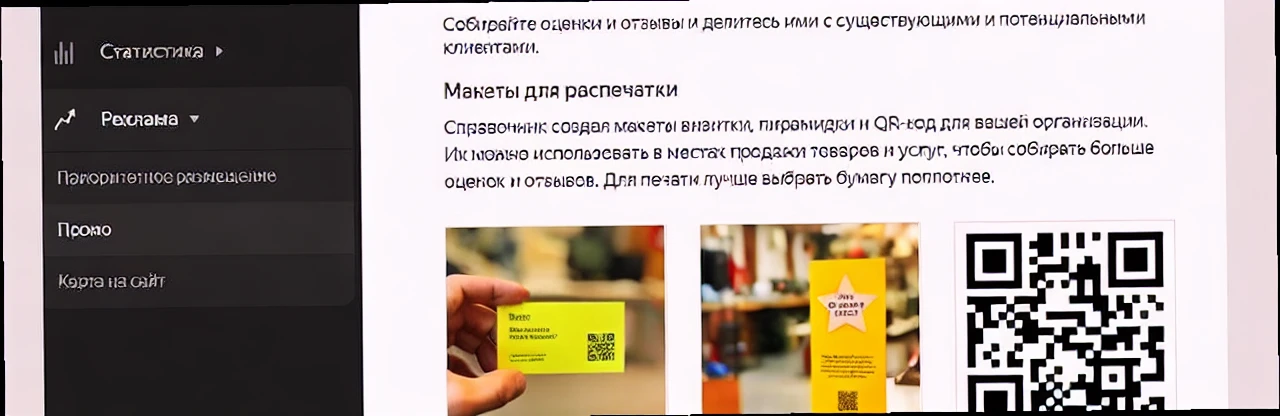 Статистика
Реклама
Приоритетное размещение
Промо
Карта на сайт
Собирайте оценки и отзывы и делитесь ими с существующими и потенциальными
клиентами.
Макеты для распечатки
Справочник создал макеты визитки, пирамидки и QR-код для вашей организации.
Их можно использовать в местах продажи товаров и услуг, чтобы собирать больше
оценок и отзывов. Для печати лучше выбрать бумагу поплотнее.